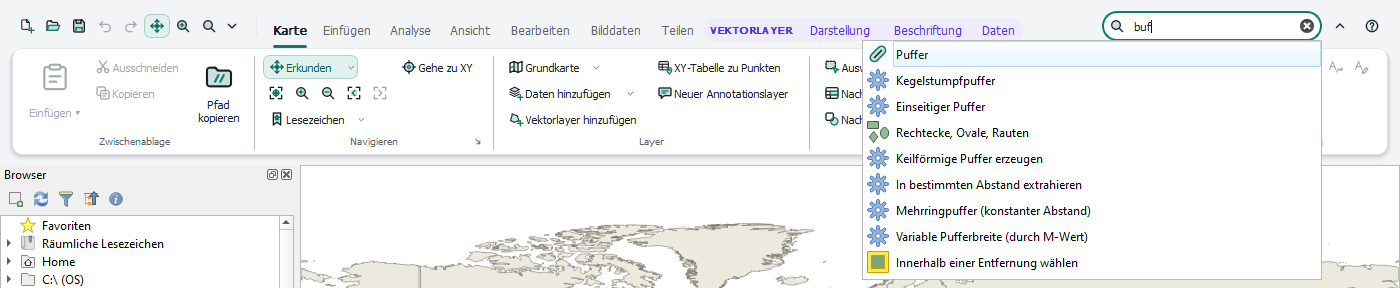 Karte Einfügen Analyse Ansicht Bearbeiten Bilddaten Teilen VEKTORLAYER Darstellung Beschriftung Daten buf
Einfügen
Ausschneiden
Kopieren
Pfad
kopieren
Zwischenablage
Erkunden Gehe zu XY
Lesezeichen
Navigieren
Grundkarte XY-Tabelle zu Punkten
Daten hinzufügen Neuer Annotationslayer
Vektorlayer hinzufügen
Layer
Ausw
Nach
Nach
Puffer
Kegelstumpfpuffer
Einseitiger Puffer
Rechtecke, Ovale, Rauten
Keilförmige Puffer erzeugen
In bestimmten Abstand extrahieren
Mehrringpuffer (konstanter Abstand)
Variable Pufferbreite (durch M-Wert)
Innerhalb einer Entfernung wählen
Browser
Favoriten
Räumliche Lesezeichen
Home
C:\ (OS)